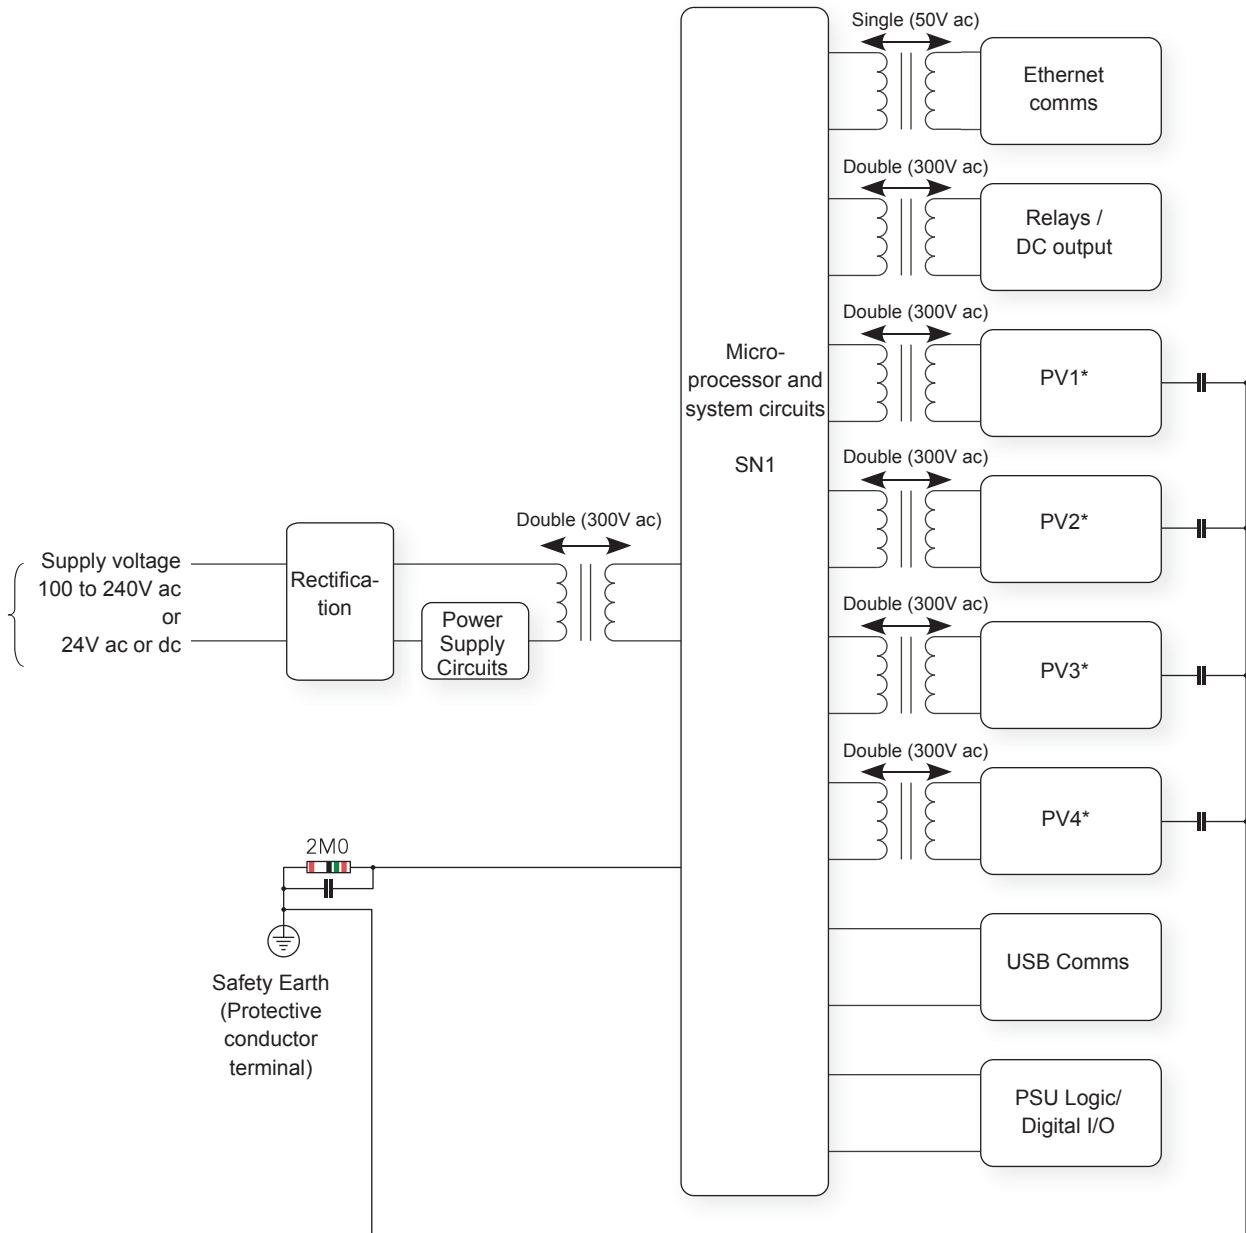 Single (50V ac)
Ethernet
comms
Double (300V ac)
Relays /
DC output
Double (300V ac)
PV1*
Micro-
processor and
system circuits
SN1
Double (300V ac)
PV2*
Double (300V ac)
Supply voltage
100 to 240V ac
or
24V ac or dc
Rectifica-
tion
Power
Supply
Circuits
Double (300V ac)
PV3*
Double (300V ac)
PV4*
2M0
Safety Earth
(Protective
conductor
terminal)
USB Comms
PSU Logic/
Digital I/O